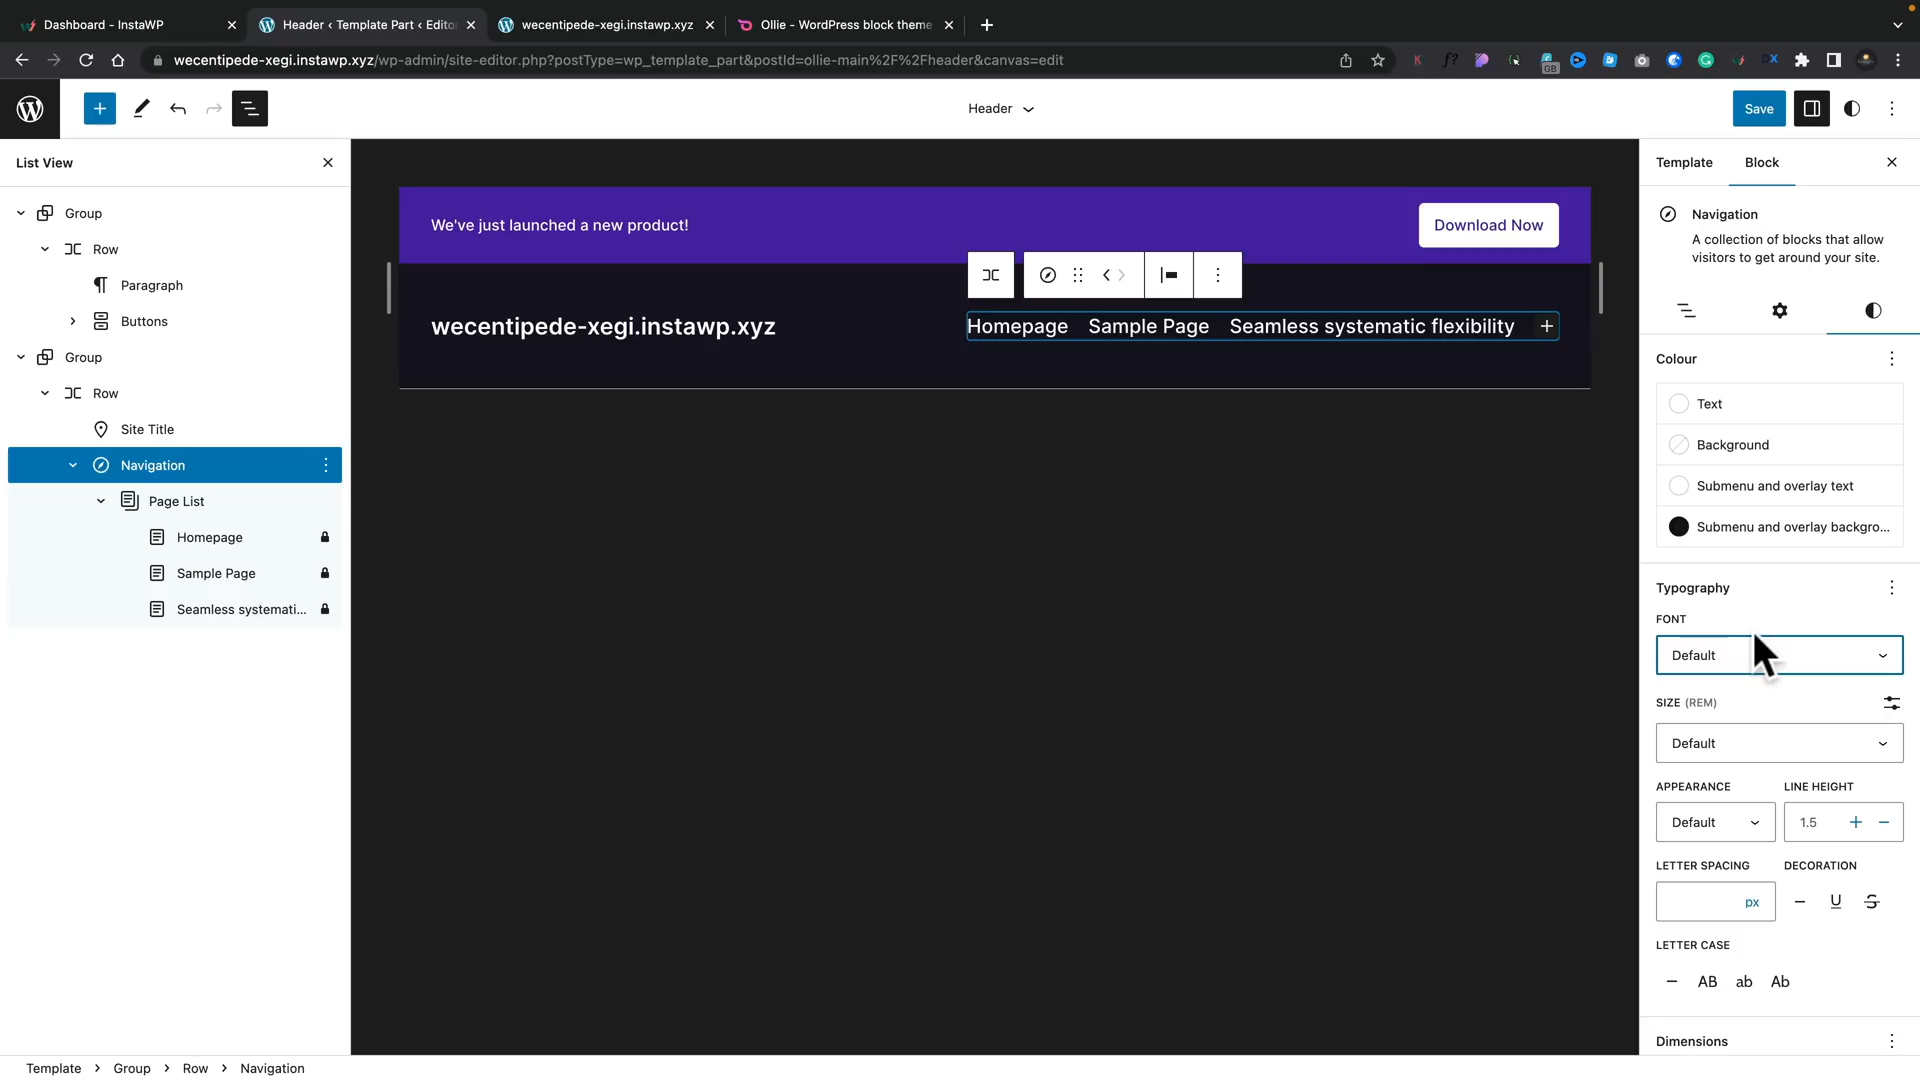 Dashboard - InstaWP
Header ‹ Template Part ‹ Edito
wecentipede-xegi.instawp.xyz
Ollie - WordPress block theme
wecentipede-xegi.instawp.xyz/wp-admin/site-editor.php?postType=wp_template_part&postId=ollie-main%2F%2Fheader&canvas=edit
Header
Save
List View
Group
Row
Paragraph
Buttons
Group
Row
Site Title
Navigation
Page List
Homepage
Sample Page
Seamless systemati...
We've just launched a new product!
Download Now
wecentipede-xegi.instawp.xyz
Homepage Sample Page Seamless systematic flexibility
Template Block
Navigation
A collection of blocks that allow
visitors to get around your site.
Colour
Text
Background
Submenu and overlay text
Submenu and overlay backgro...
Typography
FONT
Default
SIZE (REM)
Default
APPEARANCE LINE HEIGHT
Default 1.5
LETTER SPACING DECORATION
px U S
LETTER CASE
AB ab Ab
Dimensions
Template > Group > Row > Navigation